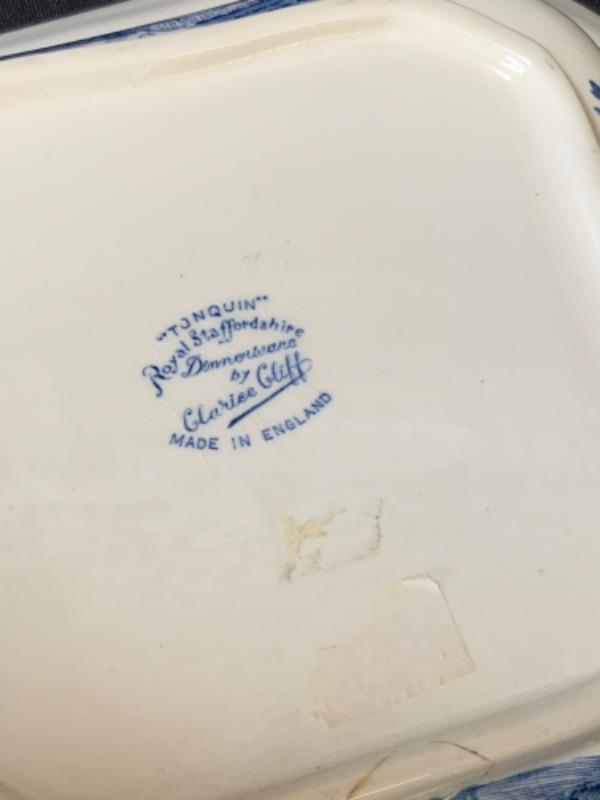 "TONQUIN"
Royal Staffordshire
Dinnerware
by
Clarice Cliff
MADE IN ENGLAND